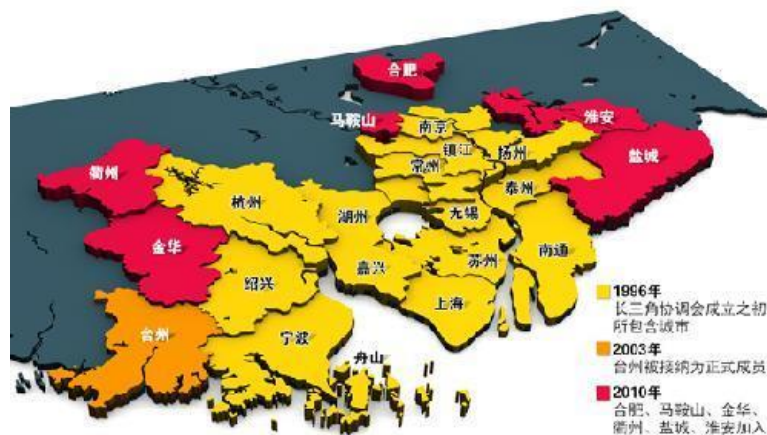 合肥
马鞍山
南京
淮安
镇江
扬州
盐城
衢州
常州
泰州
杭州
湖州
无锡
金华
南通
绍兴
嘉兴
苏州
上海
台州
宁波
舟山
1996年
长三角协调会成立之初
所包含城市
2003年
台州被接纳为正式成员
2010年
合肥、马鞍山、金华、
衢州、盐城、淮安加入